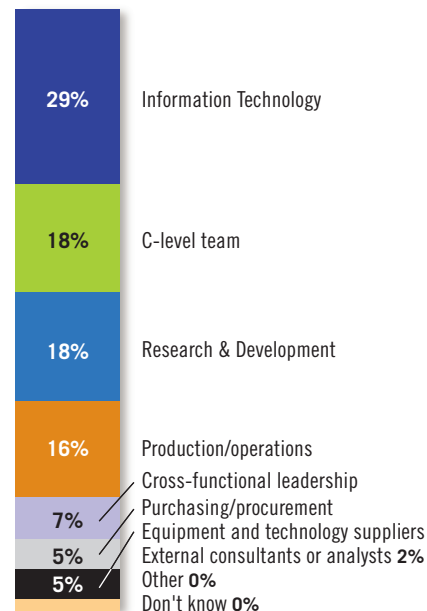 29% Information Technology
18% C-level team
18% Research & Development
16% Production/operations
Cross-functional leadership
7%
Purchasing/procurement
Equipment and technology suppliers
5%
External consultants or analysts 2%
5%
Other 0%
Don't know 0%